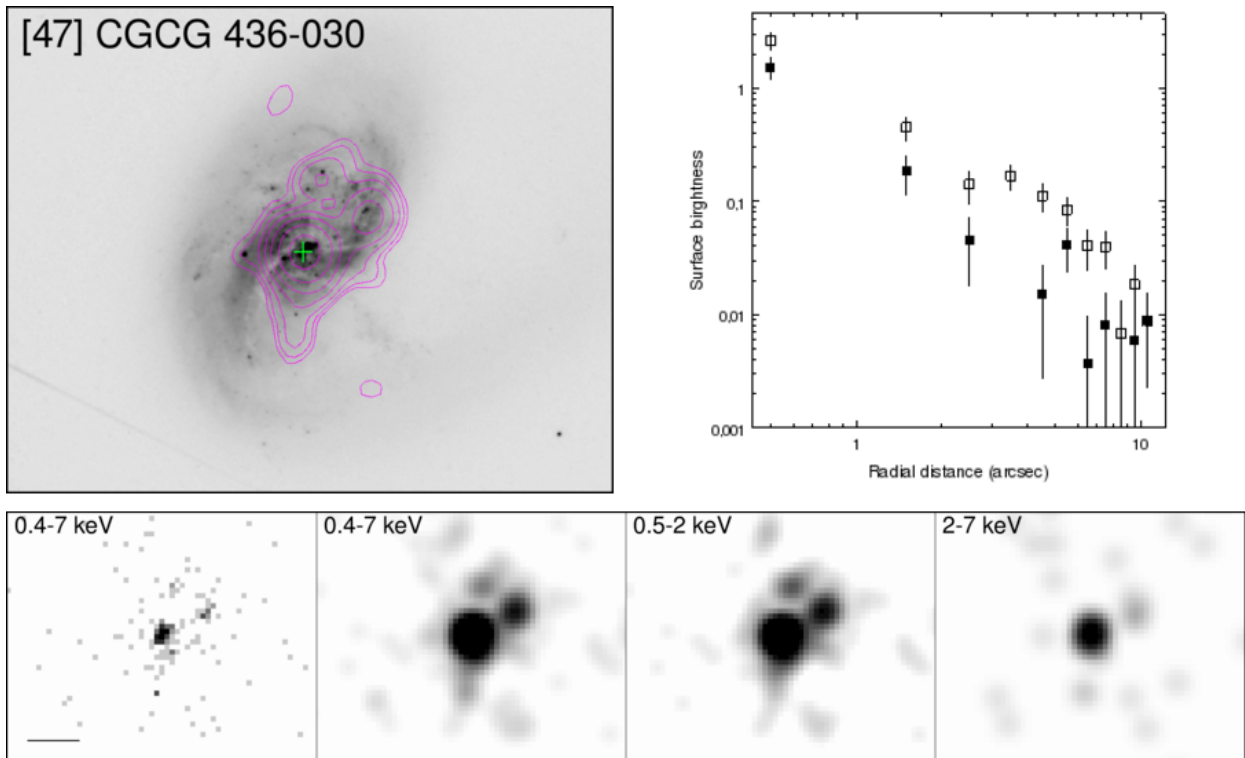 [47] CGCG 436-030
1
0,1
0,01
0,001
Surface birghtness
1
10
Radial distance (arcsec)
0.4-7 keV
0.4-7 keV
0.5-2 keV
2-7 keV